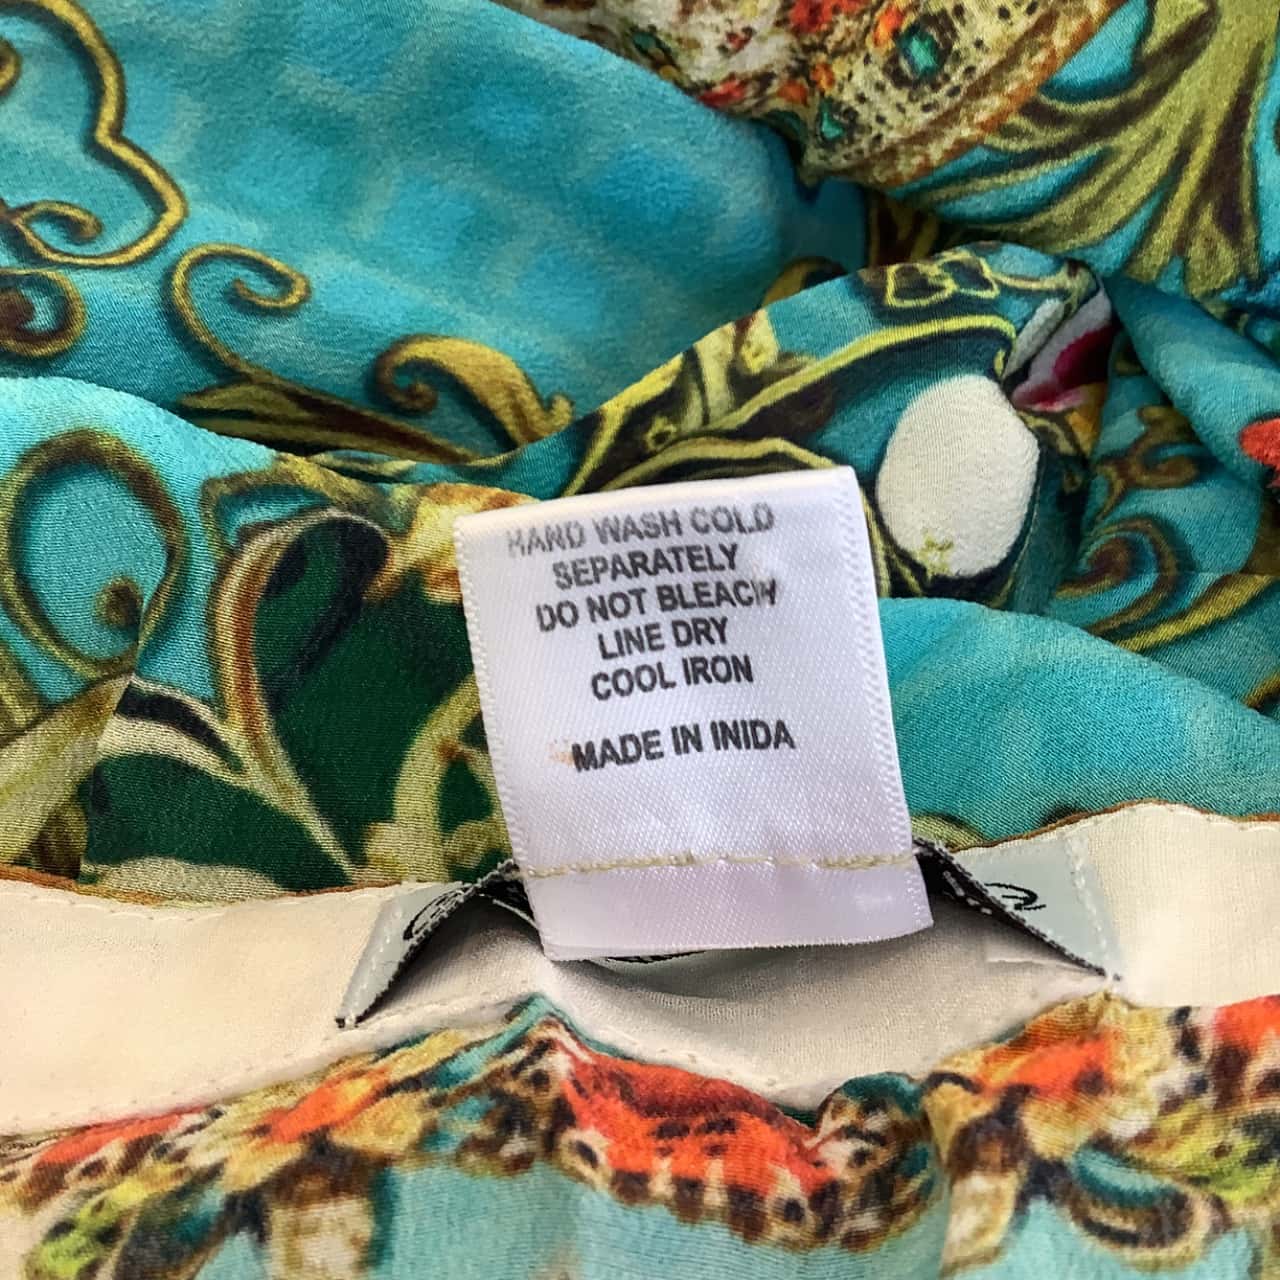 HAND WASH COLD
SEPARATELY
DO NOT BLEACH
LINE DRY
COOL IRON
MADE IN INIDA